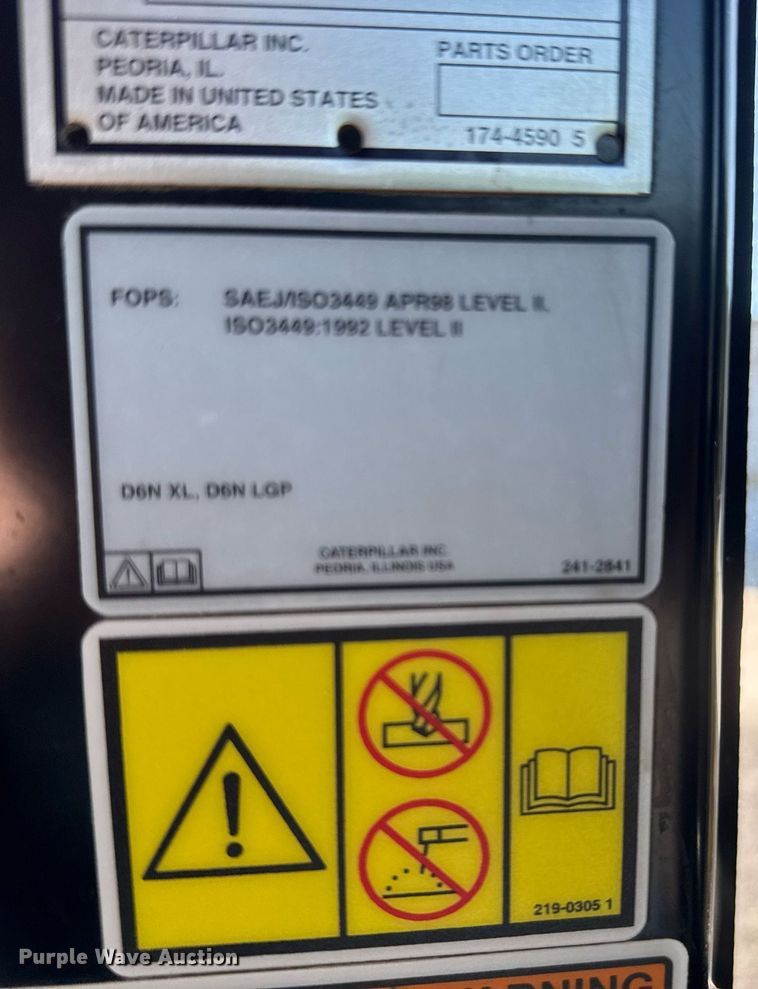 CATERPILLAR INC.
PEORIA, IL.
MADE IN UNITED STATES
OF AMERICA
PARTS ORDER
174-4590 5
FOPS: SAEJ/ISO3449 APR98 LEVEL II,
ISO3449:1992 LEVEL II
D6N XL, D6N LGP
CATERPILLAR INC.
PEORIA, ILLINOIS USA
241-2841
219-0305 1
Purple Wave Auction
WARNING